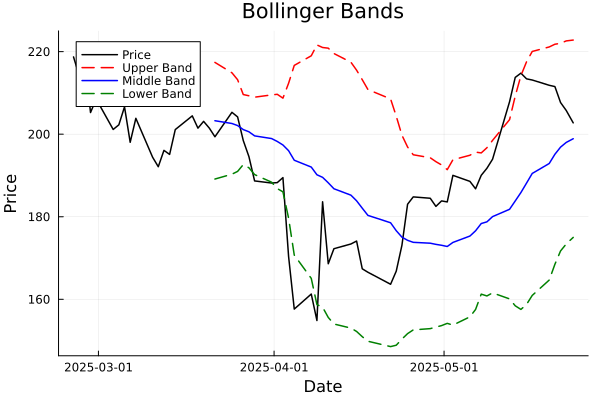 Bollinger Bands
Price
Upper Band
Middle Band
Lower Band
220
200
180
160
Price
2025-03-01
2025-04-01
2025-05-01
Date